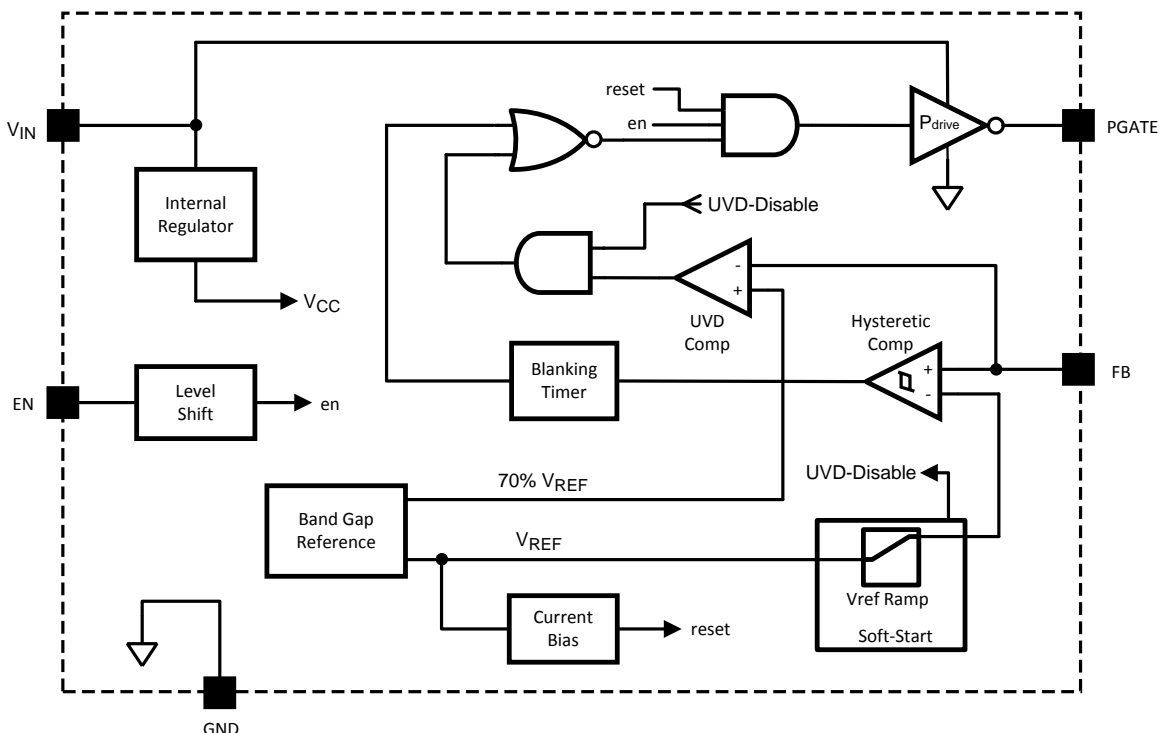 reset
en
Pdrive
VIN
PGATE
Internal
Regulator
UVD-Disable
-
+
VCC
UVD
Comp
Hysteretic
Comp
Blanking
Timer
+
-
FB
EN
Level
Shift
en
70% VREF
UVD-Disable
Band Gap
Reference
VREF
Vref Ramp
Soft-Start
Current
Bias
reset
GND